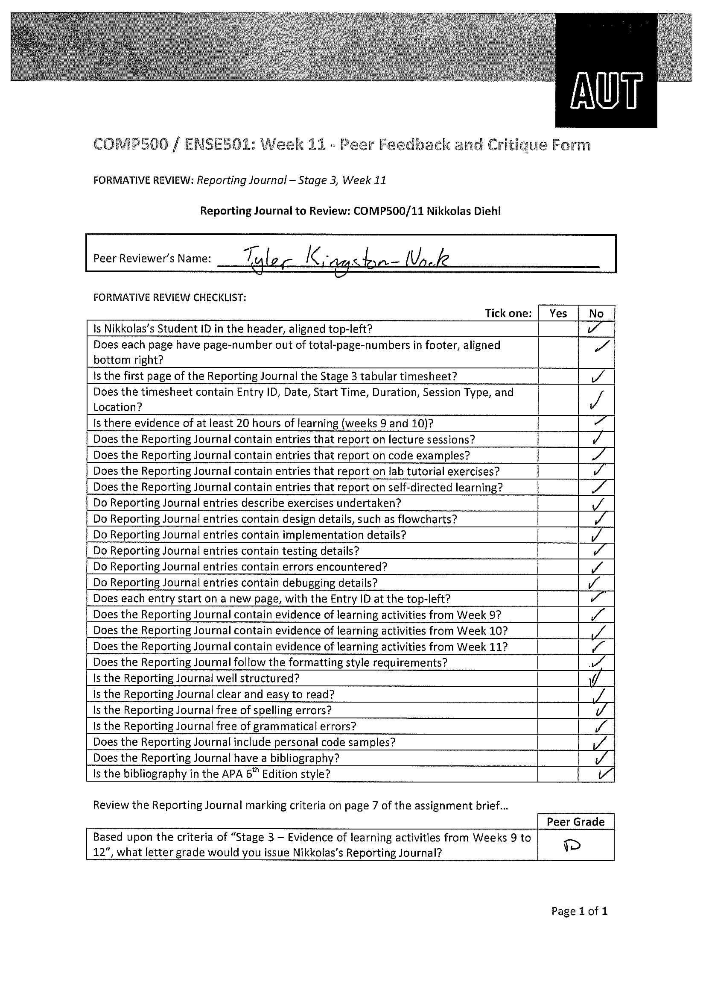 AUT
COMP500 / ENSE501: Week 11 - Peer Feedback and Critique Form
FORMATIVE REVIEW: Reporting Journal – Stage 3, Week 11
Reporting Journal to Review: COMP500/11 Nikkolas Diehl
Peer Reviewer's Name: Tyler Kingston-Nock
FORMATIVE REVIEW CHECKLIST:
Tick one: Yes No
Is Nikkolas's Student ID in the header, aligned top-left? ✓
Does each page have page-number out of total-page-numbers in footer, aligned ✓
bottom right?
Is the first page of the Reporting Journal the Stage 3 tabular timesheet? ✓
Does the timesheet contain Entry ID, Date, Start Time, Duration, Session Type, and ✓
Location?
Is there evidence of at least 20 hours of learning (weeks 9 and 10)? ✓
Does the Reporting Journal contain entries that report on lecture sessions? ✓
Does the Reporting Journal contain entries that report on code examples? ✓
Does the Reporting Journal contain entries that report on lab tutorial exercises? ✓
Does the Reporting Journal contain entries that report on self-directed learning? ✓
Do Reporting Journal entries describe exercises undertaken? ✓
Do Reporting Journal entries contain design details, such as flowcharts? ✓
Do Reporting Journal entries contain implementation details? ✓
Do Reporting Journal entries contain testing details? ✓
Do Reporting Journal entries contain errors encountered? ✓
Do Reporting Journal entries contain debugging details? ✓
Does each entry start on a new page, with the Entry ID at the top-left? ✓
Does the Reporting Journal contain evidence of learning activities from Week 9? ✓
Does the Reporting Journal contain evidence of learning activities from Week 10? ✓
Does the Reporting Journal contain evidence of learning activities from Week 11? ✓
Does the Reporting Journal follow the formatting style requirements? ✓
Is the Reporting Journal well structured? ✓
Is the Reporting Journal clear and easy to read? ✓
Is the Reporting Journal free of spelling errors? ✓
Is the Reporting Journal free of grammatical errors? ✓
Does the Reporting Journal include personal code samples? ✓
Does the Reporting Journal have a bibliography? ✓
Is the bibliography in the APA 6th Edition style? ✓
Review the Reporting Journal marking criteria on page 7 of the assignment brief...
Peer Grade
Based upon the criteria of "Stage 3 – Evidence of learning activities from Weeks 9 to
12", what letter grade would you issue Nikkolas's Reporting Journal? D
Page 1 of 1